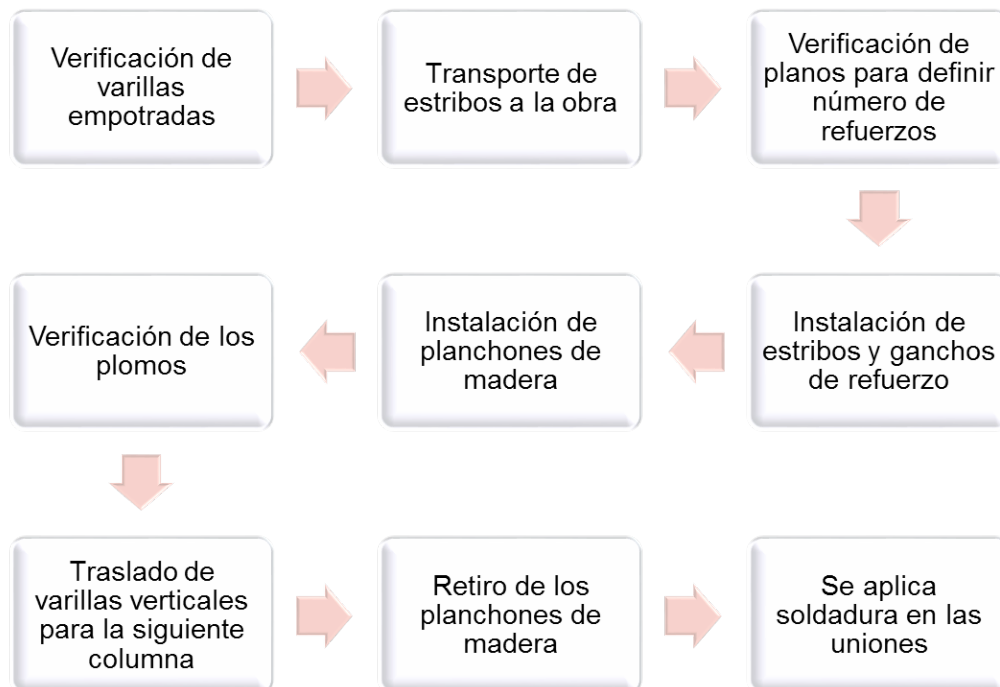 Verificación de
varillas
empotradas
Transporte de
estribos a la obra
Verificación de
planos para definir
número de
refuerzos
Instalación de
estribos y ganchos
de refuerzo
Instalación de
planchones de
madera
Verificación de los
plomos
Traslado de
varillas verticales
para la siguiente
columna
Retiro de los
planchones de
madera
Se aplica
soldadura en las
uniones